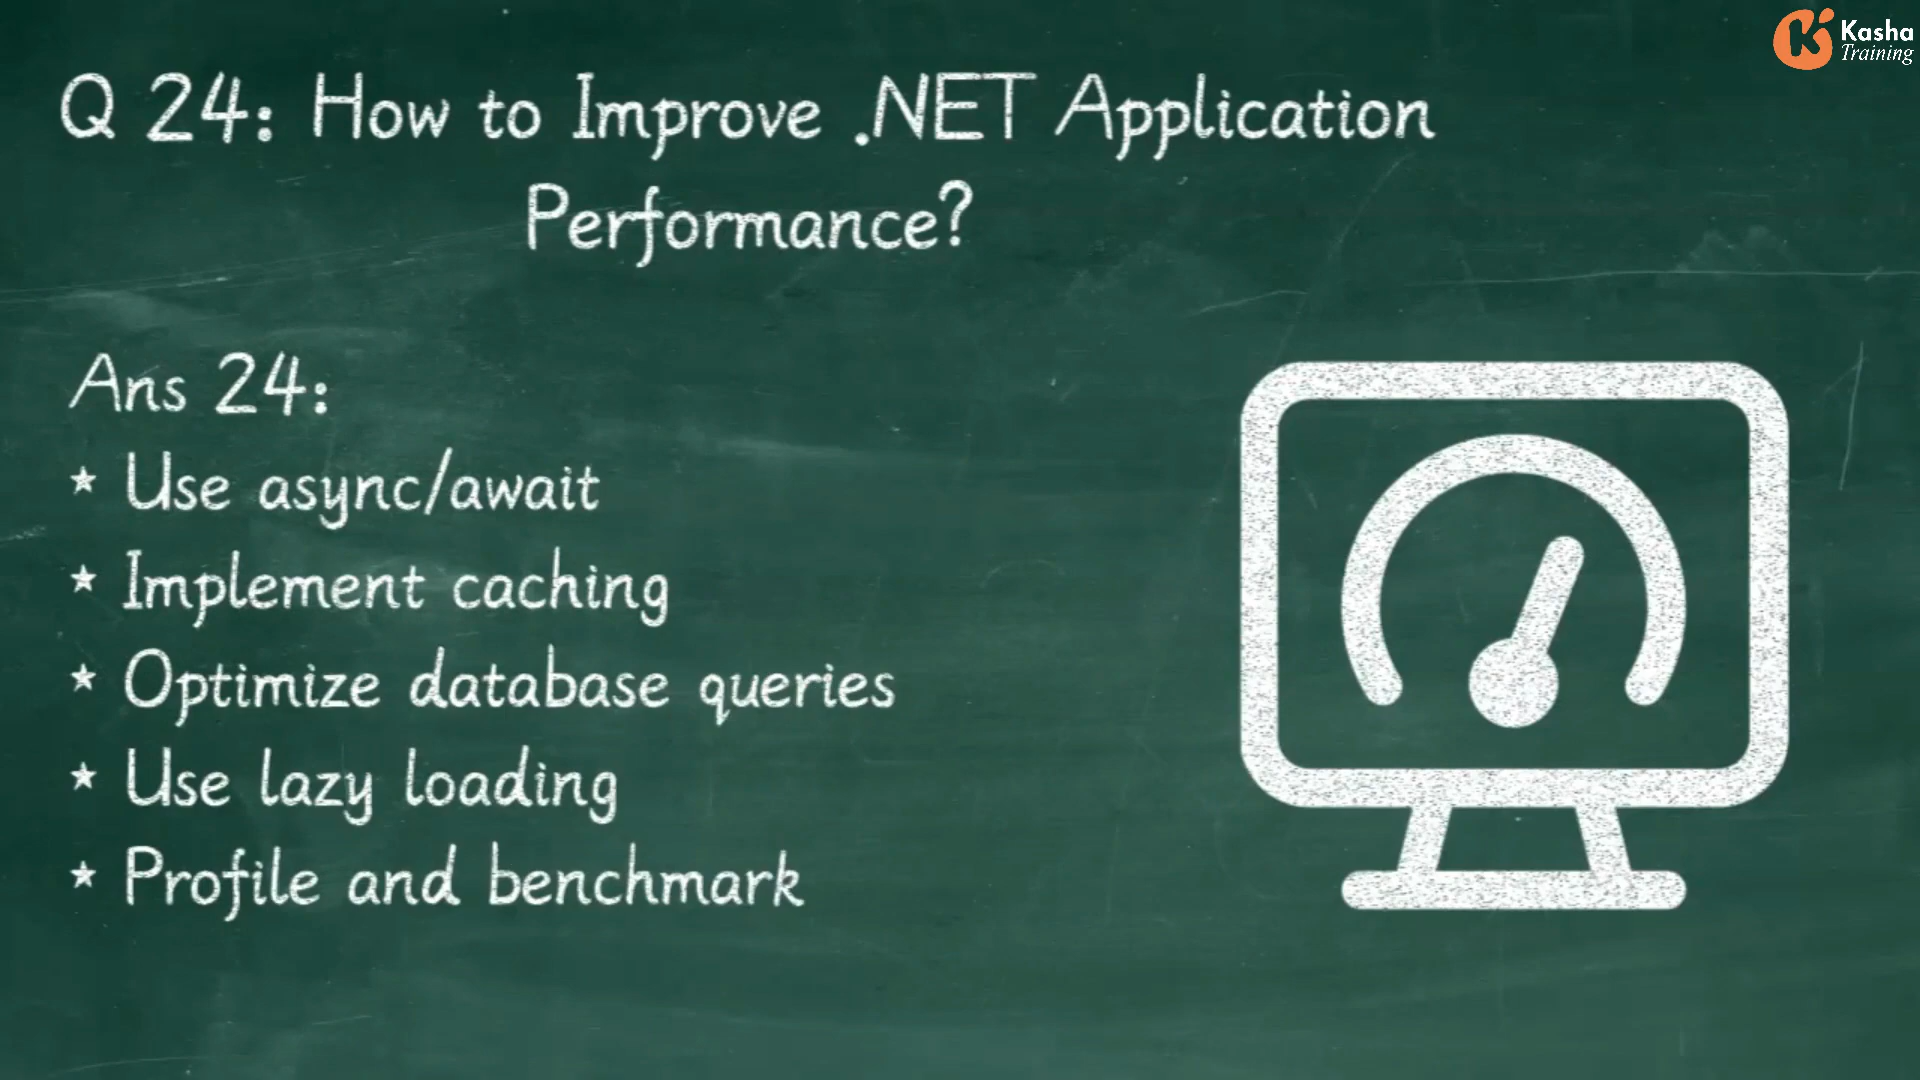 Kasha
Training
Q 24: How to Improve .NET Application
Performance?
Ans 24:
* Use async/await
* Implement caching
* Optimize database queries
* Use lazy loading
* Profile and benchmark